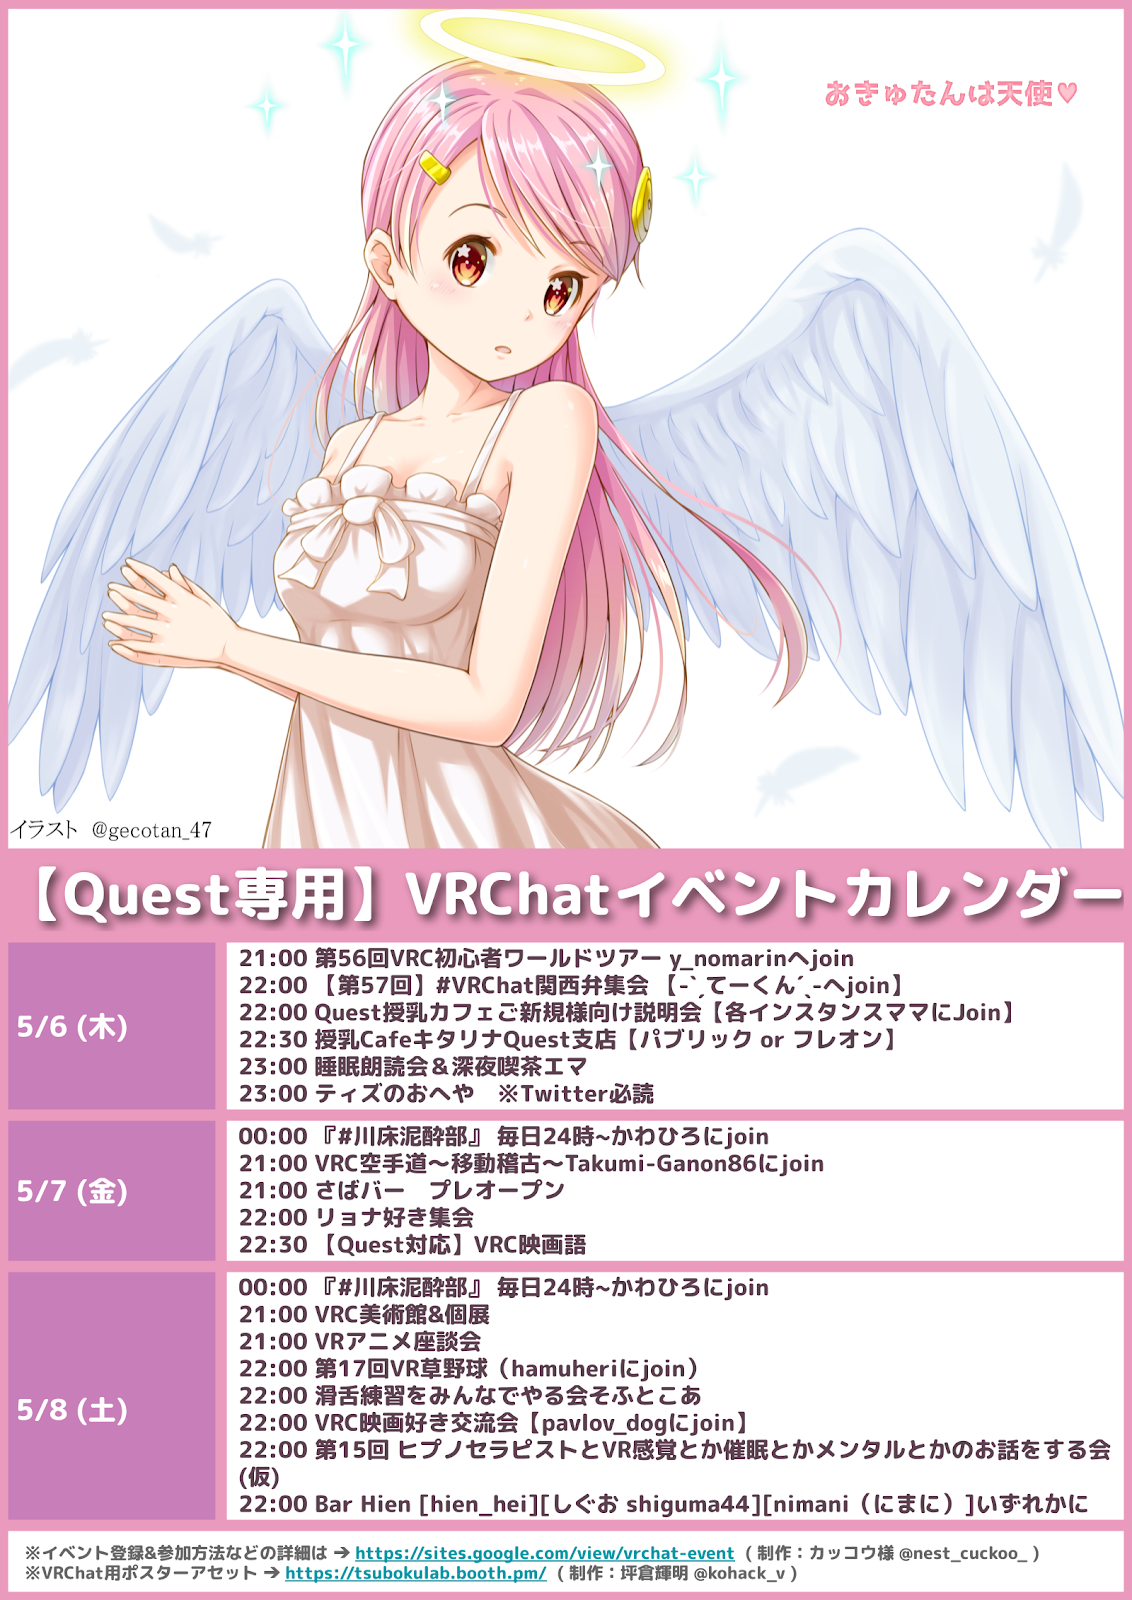 おきゅたんは天使♥
イラスト @gecotan_47
【Quest専用】VRChatイベントカレンダー
5/6 (木)
21:00 第56回VRC初心者ワールドツアー y_nomarinへjoin
22:00 【第57回】#VRChat関西弁集会 【-ˋˏてーくんˊˎ-へjoin】
22:00 Quest授乳カフェご新規様向け説明会【各インスタンスママにJoin】
22:30 授乳CafeキタリナQuest支店【パブリック or フレオン】
23:00 睡眠朗読会＆深夜喫茶エマ
23:00 ティズのおへや　※Twitter必読
5/7 (金)
00:00 『#川床泥酔部』 毎日24時~かわひろにjoin
21:00 VRC空手道〜移動稽古〜Takumi-Ganon86にjoin
21:00 さばバー　プレオープン
22:00 リョナ好き集会
22:30 【Quest対応】VRC映画語
5/8 (土)
00:00 『#川床泥酔部』 毎日24時~かわひろにjoin
21:00 VRC美術館&個展
21:00 VRアニメ座談会
22:00 第17回VR草野球（hamuheriにjoin）
22:00 滑舌練習をみんなでやる会そふとこあ
22:00 VRC映画好き交流会【pavlov_dogにjoin】
22:00 第15回 ヒプノセラピストとVR感覚とか催眠とかメンタルとかのお話をする会
(仮)
22:00 Bar Hien [hien_hei][しぐお shiguma44][nimani（にまに）]いずれかに
※イベント登録&参加方法などの詳細は → https://sites.google.com/view/vrchat-event ( 制作：カッコウ様 @nest_cuckoo_ )
※VRChat用ポスターアセット → https://tsubokulab.booth.pm/ ( 制作：坪倉輝明 @kohack_v )